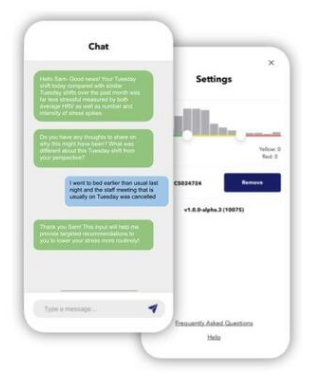 Chat
Hello Sam- Good news! Your Tuesday
shift today compared with similar
Tuesday shifts over the past month was
far less stressful measured by both
average HRV as well as number and
intensity of stress spikes.
Do you have any thoughts to share on
why this might have been? What was
different about this Tuesday shift from
your perspective?
I went to bed earlier than usual last
night and the staff meeting that is
usually on Tuesday was cancelled
Thank you Sam! This input will help me
provide targeted recommendations to
you to lower your stress more routinely!
Type a message...
Settings
Yellow: 0
Red: 0
C5034724
Remove
v1.0.0-alpha.3 (10075)
Frequently Asked Questions
Help